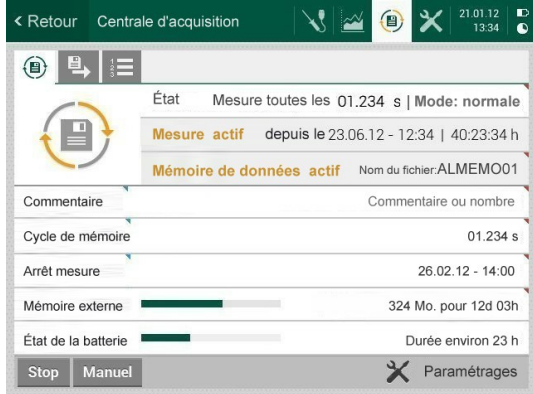 < Retour Centrale d'acquisition 21.01.12
13:34
1
2
3
État Mesure toutes les 01.234 s | Mode: normale
Mesure actif depuis le 23.06.12 - 12:34 | 40:23:34 h
Mémoire de données actif Nom du fichier:ALMEMO01
Commentaire Commentaire ou nombre
Cycle de mémoire 01.234 s
Arrêt mesure 26.02.12 - 14:00
Mémoire externe 324 Mo. pour 12d 03h
État de la batterie Durée environ 23 h
Stop Manuel Paramétrages